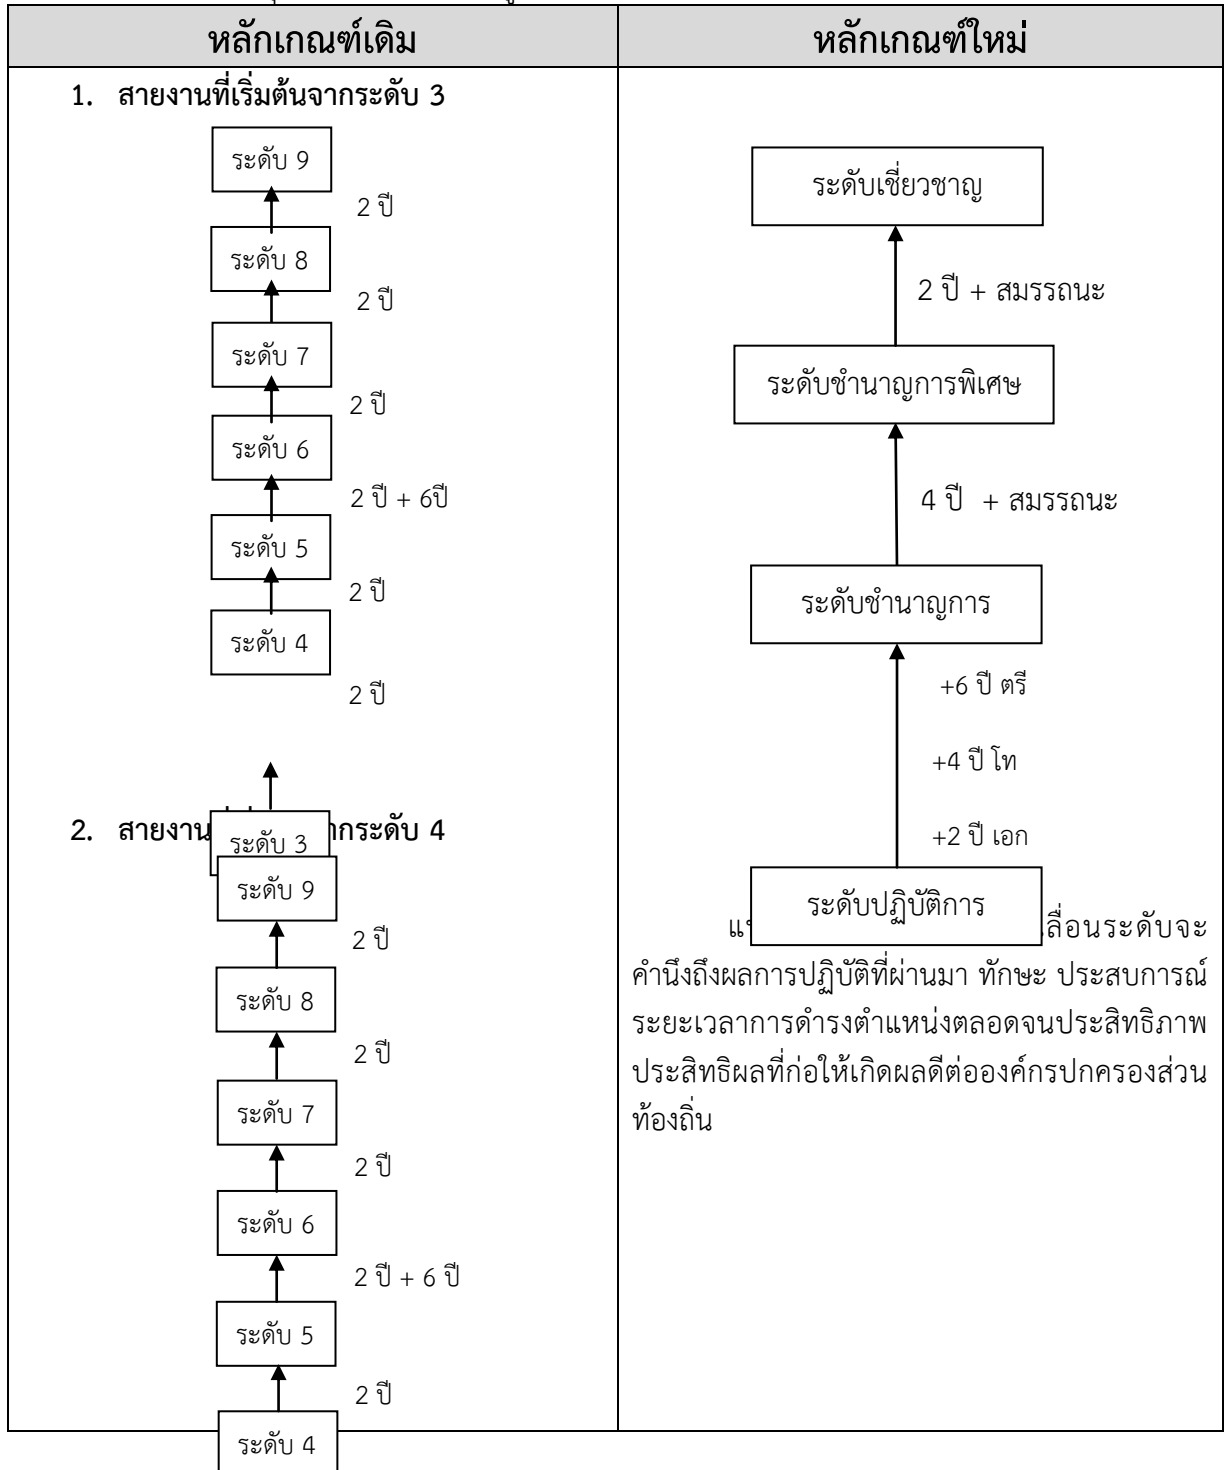 หลักเกณฑ์เดิม
หลักเกณฑ์ใหม่
1. สายงานที่เริ่มต้นจากระดับ 3
ระดับ 9
2 ปี
ระดับ 8
2 ปี
ระดับ 7
2 ปี
ระดับ 6
2 ปี + 6ปี
ระดับ 5
2 ปี
ระดับ 4
2 ปี
ระดับ 3
2. สายงาน กระดับ 4
ระดับ 9
2 ปี
ระดับ 8
2 ปี
ระดับ 7
2 ปี
ระดับ 6
2 ปี + 6 ปี
ระดับ 5
2 ปี
ระดับ 4
ระดับเชี่ยวชาญ
2 ปี + สมรรถนะ
ระดับชำนาญการพิเศษ
4 ปี + สมรรถนะ
ระดับชำนาญการ
+6 ปี ตรี
+4 ปี โท
+2 ปี เอก
ระดับปฏิบัติการ
ลื่อนระดับจะ
คำนึงถึงผลการปฏิบัติที่ผ่านมา ทักษะ ประสบการณ์
ระยะเวลาการดำรงตำแหน่งตลอดจนประสิทธิภาพ
ประสิทธิผลที่ก่อให้เกิดผลดีต่อองค์กรปกครองส่วน
ท้องถิ่น